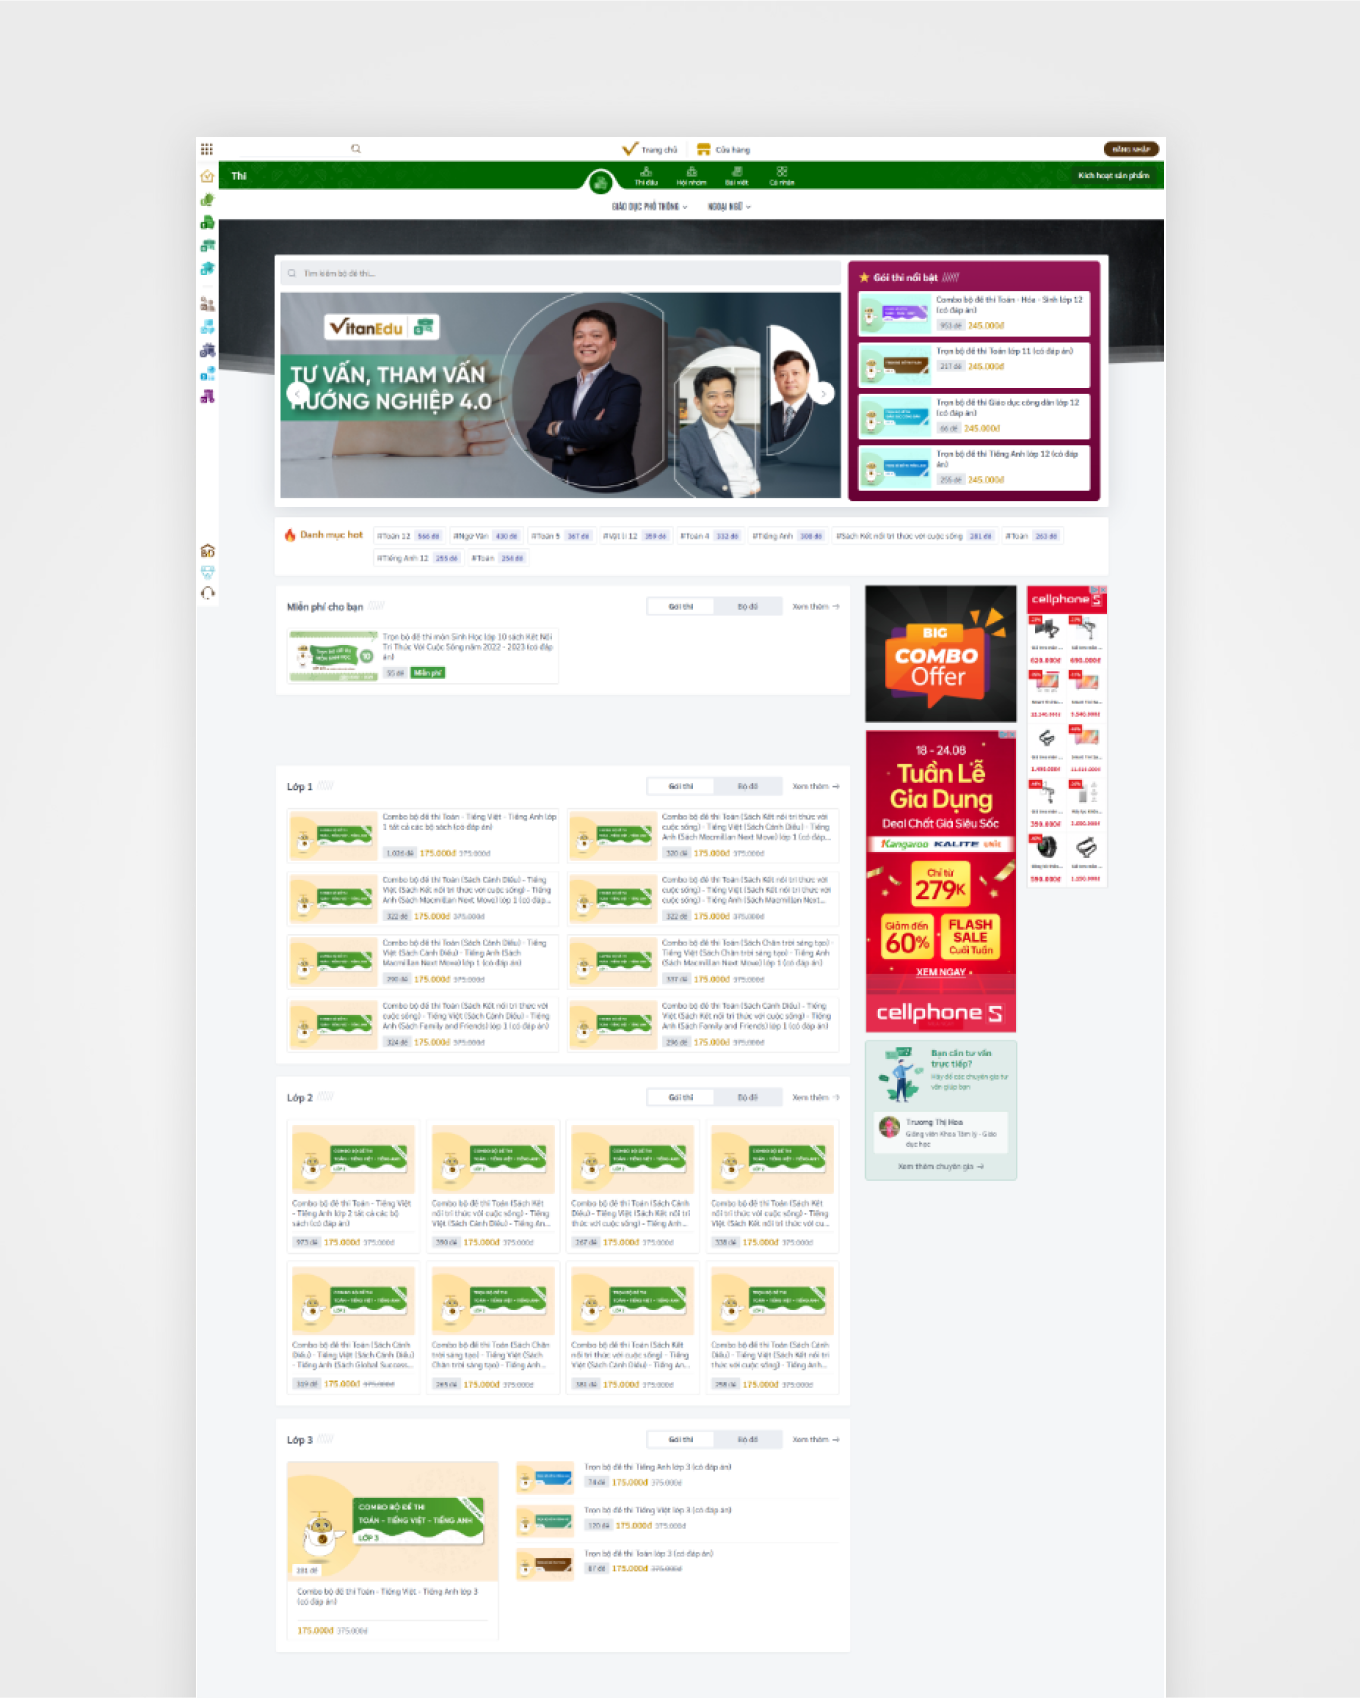 Trang chủ
Cửa hàng
ĐĂNG NHẬP
Thi
Thi đấu
Hội nhóm
Bài viết
Cá nhân
Kích hoạt sản phẩm
GIÁO DỤC PHỔ THÔNG
NGOẠI NGỮ
Tìm kiếm bộ đề thi...
VitanEdu
TƯ VẤN, THAM VẤN
HƯỚNG NGHIỆP 4.0
Gói thi nổi bật
Combo bộ đề thi Toán - Hóa - Sinh lớp 12
(có đáp án)
953 đề 245.000đ
Trọn bộ đề thi Toán lớp 11 (có đáp án)
217 đề 245.000đ
Trọn bộ đề thi Giáo dục công dân lớp 12
(có đáp án)
66 đề 245.000đ
Trọn bộ đề thi Tiếng Anh lớp 12 (có đáp
án)
255 đề 245.000đ
Danh mục hot
#Toán 12 566 đề
#Ngữ Văn 430 đề
#Toán 5 367 đề
#Vật lí 12 359 đề
#Toán 4 332 đề
#Tiếng Anh 300 đề
#Sách Kết nối tri thức với cuộc sống 281 đề
#Toán 263 đề
#Tiếng Anh 12 255 đề
#Toán 254 đề
Miễn phí cho bạn
Gói thi
Bộ đề
Xem thêm
Trọn bộ đề thi môn Sinh Học lớp 10 sách Kết Nối
Tri Thức Với Cuộc Sống năm 2022 - 2023 (có đáp
án)
55 đề Miễn phí
BIG
COMBO
Offer
cellphoneS
18 - 24.08
Tuần Lễ
Gia Dụng
Deal Chất Giá Siêu Sốc
Kangaroo KALITE UNIE
Chỉ từ
279K
Giảm đến
60%
FLASH
SALE
Cuối Tuần
XEM NGAY
cellphoneS
Lớp 1
Gói thi
Bộ đề
Xem thêm
Combo bộ đề thi Toán - Tiếng Việt - Tiếng Anh lớp
1 tất cả các bộ sách (có đáp án)
175.000đ 375.000đ
Combo bộ đề thi Toán (Sách Kết nối tri thức với
cuộc sống) - Tiếng Việt (Sách Cánh Diều) - Tiếng
Anh (Sách Macmillan Next Move) lớp 1 (có đáp...
320 đề 175.000đ 375.000đ
Combo bộ đề thi Toán (Sách Cánh Diều) - Tiếng
Việt (Sách Kết nối tri thức với cuộc sống) - Tiếng
Anh (Sách Macmillan Next Move) lớp 1 (có đáp...
322 đề 175.000đ 375.000đ
Combo bộ đề thi Toán (Sách Kết nối tri thức với
cuộc sống) - Tiếng Việt (Sách Kết nối tri thức với
cuộc sống) - Tiếng Anh (Sách Macmillan Next...
322 đề 175.000đ 375.000đ
Combo bộ đề thi Toán (Sách Cánh Diều) - Tiếng
Việt (Sách Cánh Diều) - Tiếng Anh (Sách
Macmillan Next Move) lớp 1 (có đáp án)
290 đề 175.000đ 375.000đ
Combo bộ đề thi Toán (Sách Chân trời sáng tạo) -
Tiếng Việt (Sách Chân trời sáng tạo) - Tiếng Anh
(Sách Macmillan Next Move) lớp 1 (có đáp án)
337 đề 175.000đ 375.000đ
Combo bộ đề thi Toán (Sách Kết nối tri thức với
cuộc sống) - Tiếng Việt (Sách Cánh Diều) - Tiếng
Anh (Sách Family and Friends) lớp 1 (có đáp án)
324 đề 175.000đ 375.000đ
Combo bộ đề thi Toán (Sách Cánh Diều) - Tiếng
Việt (Sách Kết nối tri thức với cuộc sống) - Tiếng
Anh (Sách Family and Friends) lớp 1 (có đáp án)
296 đề 175.000đ 375.000đ
Bạn cần tư vấn
trực tiếp?
Hãy để các chuyên gia tư
vấn giúp bạn
Trương Thị Hoa
Giảng viên Khoa Tâm lý - Giáo
dục học
Xem thêm chuyên gia
Lớp 2
Gói thi
Bộ đề
Xem thêm
Combo bộ đề thi Toán - Tiếng Việt
- Tiếng Anh lớp 2 tất cả các bộ
sách (có đáp án)
973 đề 175.000đ 375.000đ
Combo bộ đề thi Toán (Sách Kết
nối tri thức với cuộc sống) - Tiếng
Việt (Sách Cánh Diều) - Tiếng An...
390 đề 175.000đ 375.000đ
Combo bộ đề thi Toán (Sách Cánh
Diều) - Tiếng Việt (Sách Kết nối tri
thức với cuộc sống) - Tiếng Anh...
267 đề 175.000đ 375.000đ
Combo bộ đề thi Toán (Sách Kết
nối tri thức với cuộc sống) - Tiếng
Việt (Sách Kết nối tri thức với cu...
338 đề 175.000đ 375.000đ
Combo bộ đề thi Toán (Sách Cánh
Diều) - Tiếng Việt (Sách Cánh Diều)
- Tiếng Anh (Sách Global Success...
319 đề 175.000đ 375.000đ
Combo bộ đề thi Toán (Sách Chân
trời sáng tạo) - Tiếng Việt (Sách
Chân trời sáng tạo) - Tiếng Anh...
265 đề 175.000đ 375.000đ
Combo bộ đề thi Toán (Sách Kết
nối tri thức với cuộc sống) - Tiếng
Việt (Sách Cánh Diều) - Tiếng An...
381 đề 175.000đ 375.000đ
Combo bộ đề thi Toán (Sách Cánh
Diều) - Tiếng Việt (Sách Kết nối tri
thức với cuộc sống) - Tiếng Anh...
258 đề 175.000đ 375.000đ
Lớp 3
Gói thi
Bộ đề
Xem thêm
COMBO BỘ ĐỀ THI
TOÁN - TIẾNG VIỆT - TIẾNG ANH
LỚP 3
281 đề
Combo bộ đề thi Toán - Tiếng Việt - Tiếng Anh lớp 3
(có đáp án)
175.000đ 375.000đ
Trọn bộ đề thi Tiếng Anh lớp 3 (có đáp án)
74 đề 175.000đ 375.000đ
Trọn bộ đề thi Tiếng Việt lớp 3 (có đáp án)
120 đề 175.000đ 375.000đ
Trọn bộ đề thi Toán lớp 3 (có đáp án)
87 đề 175.000đ 375.000đ